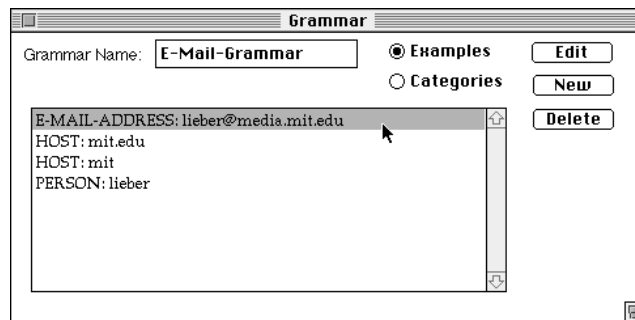 Grammar
Grammar Name: E-Mail-Grammar
Examples
Categories
Edit
New
Delete
E-MAIL-ADDRESS: lieber@media.mit.edu
HOST: mit.edu
HOST: mit
PERSON: lieber